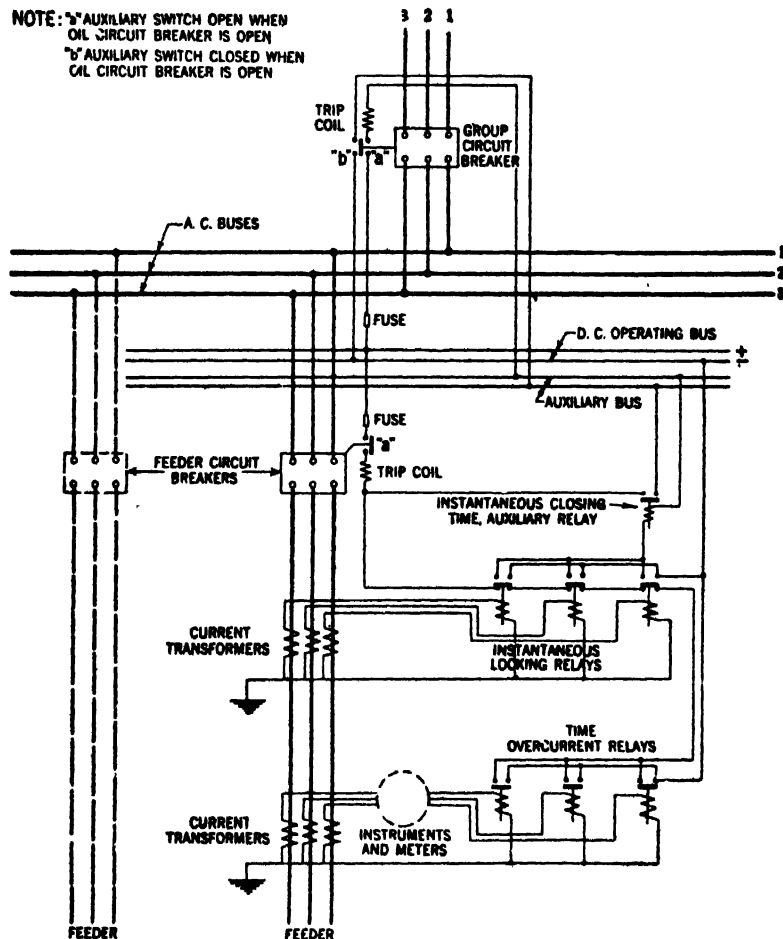 NOTE: "a" AUXILIARY SWITCH OPEN WHEN
OIL CIRCUIT BREAKER IS OPEN
"b" AUXILIARY SWITCH CLOSED WHEN
OIL CIRCUIT BREAKER IS OPEN
3 2 1
TRIP
COIL
GROUP
CIRCUIT
BREAKER
"b" "a"
A. C. BUSES
1
2
3
FUSE
D. C. OPERATING BUS
+
−
AUXILIARY BUS
FUSE
"a"
FEEDER CIRCUIT
BREAKERS
TRIP COIL
INSTANTANEOUS CLOSING
TIME, AUXILIARY RELAY
CURRENT
TRANSFORMERS
INSTANTANEOUS
LOCKING RELAYS
TIME
OVERCURRENT RELAYS
CURRENT
TRANSFORMERS
INSTRUMENTS
AND METERS
FEEDER FEEDER